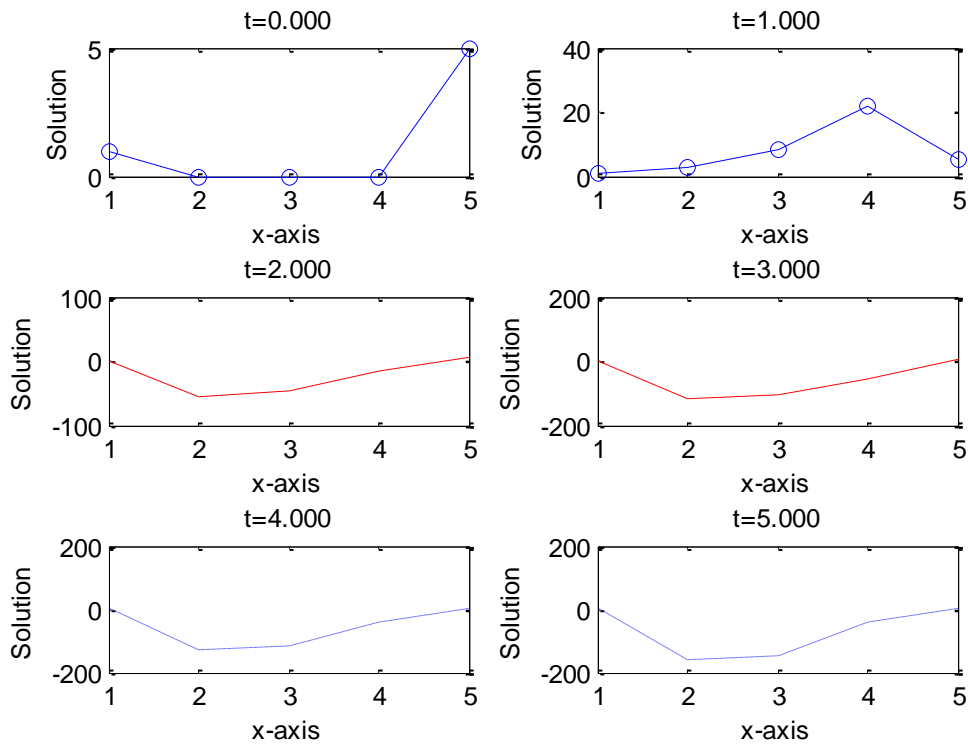 t=0.000
5
0
Solution
1 2 3 4 5
x-axis
t=1.000
40
20
0
Solution
1 2 3 4 5
x-axis
t=2.000
100
0
-100
Solution
1 2 3 4 5
x-axis
t=3.000
200
0
-200
Solution
1 2 3 4 5
x-axis
t=4.000
200
0
-200
Solution
1 2 3 4 5
x-axis
t=5.000
200
0
-200
Solution
1 2 3 4 5
x-axis